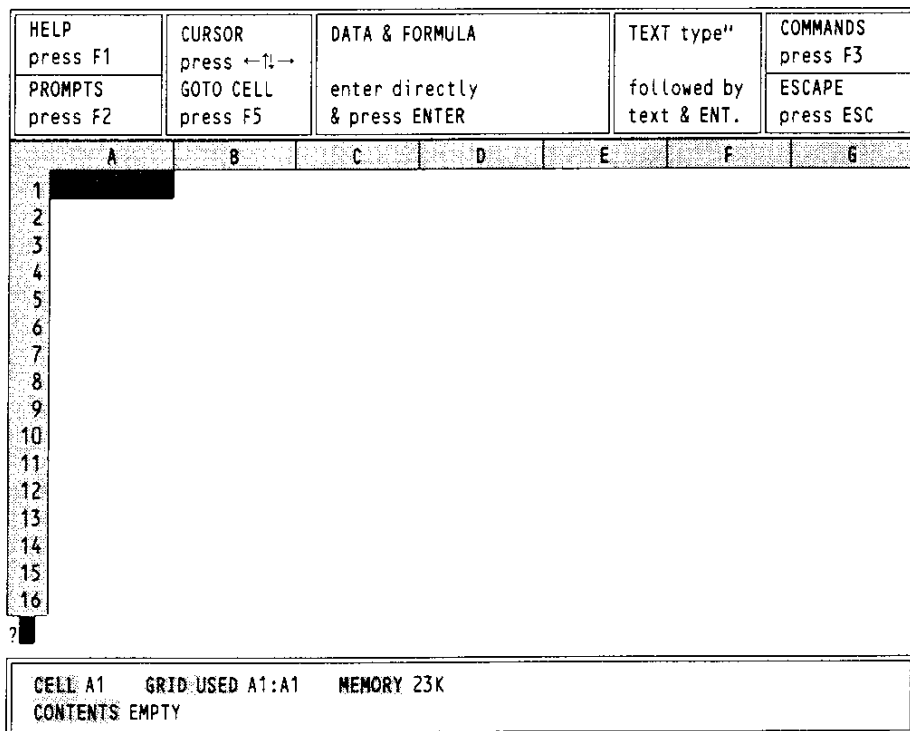 HELP
press F1
PROMPTS
press F2
CURSOR
press ←↑↓→
GOTO CELL
press F5
DATA & FORMULA
enter directly
& press ENTER
TEXT type"
followed by
text & ENT.
COMMANDS
press F3
ESCAPE
press ESC
A B C D E F G
1
2
3
4
5
6
7
8
9
10
11
12
13
14
15
16
?
CELL A1 GRID USED A1:A1 MEMORY 23K
CONTENTS EMPTY